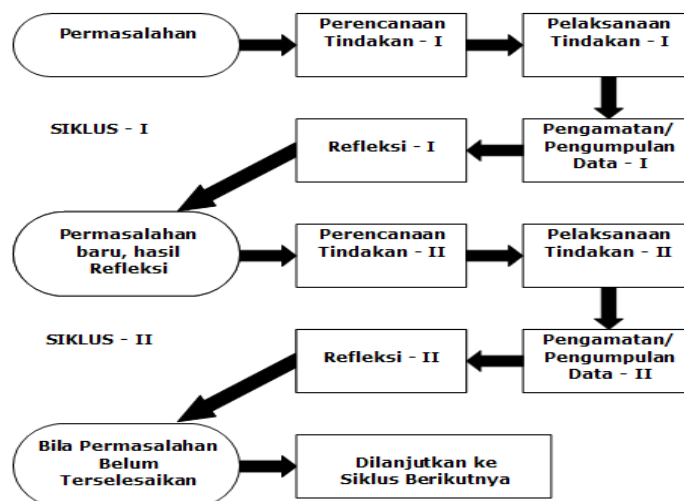 Permasalahan
Perencanaan
Tindakan - I
Pelaksanaan
Tindakan - I
SIKLUS - I
Refleksi - I
Pengamatan/
Pengumpulan
Data - I
Permasalahan
baru, hasil
Refleksi
Perencanaan
Tindakan - II
Pelaksanaan
Tindakan - II
SIKLUS - II
Refleksi - II
Pengamatan/
Pengumpulan
Data - II
Bila Permasalahan
Belum
Terselesaikan
Dilanjutkan ke
Siklus Berikutnya